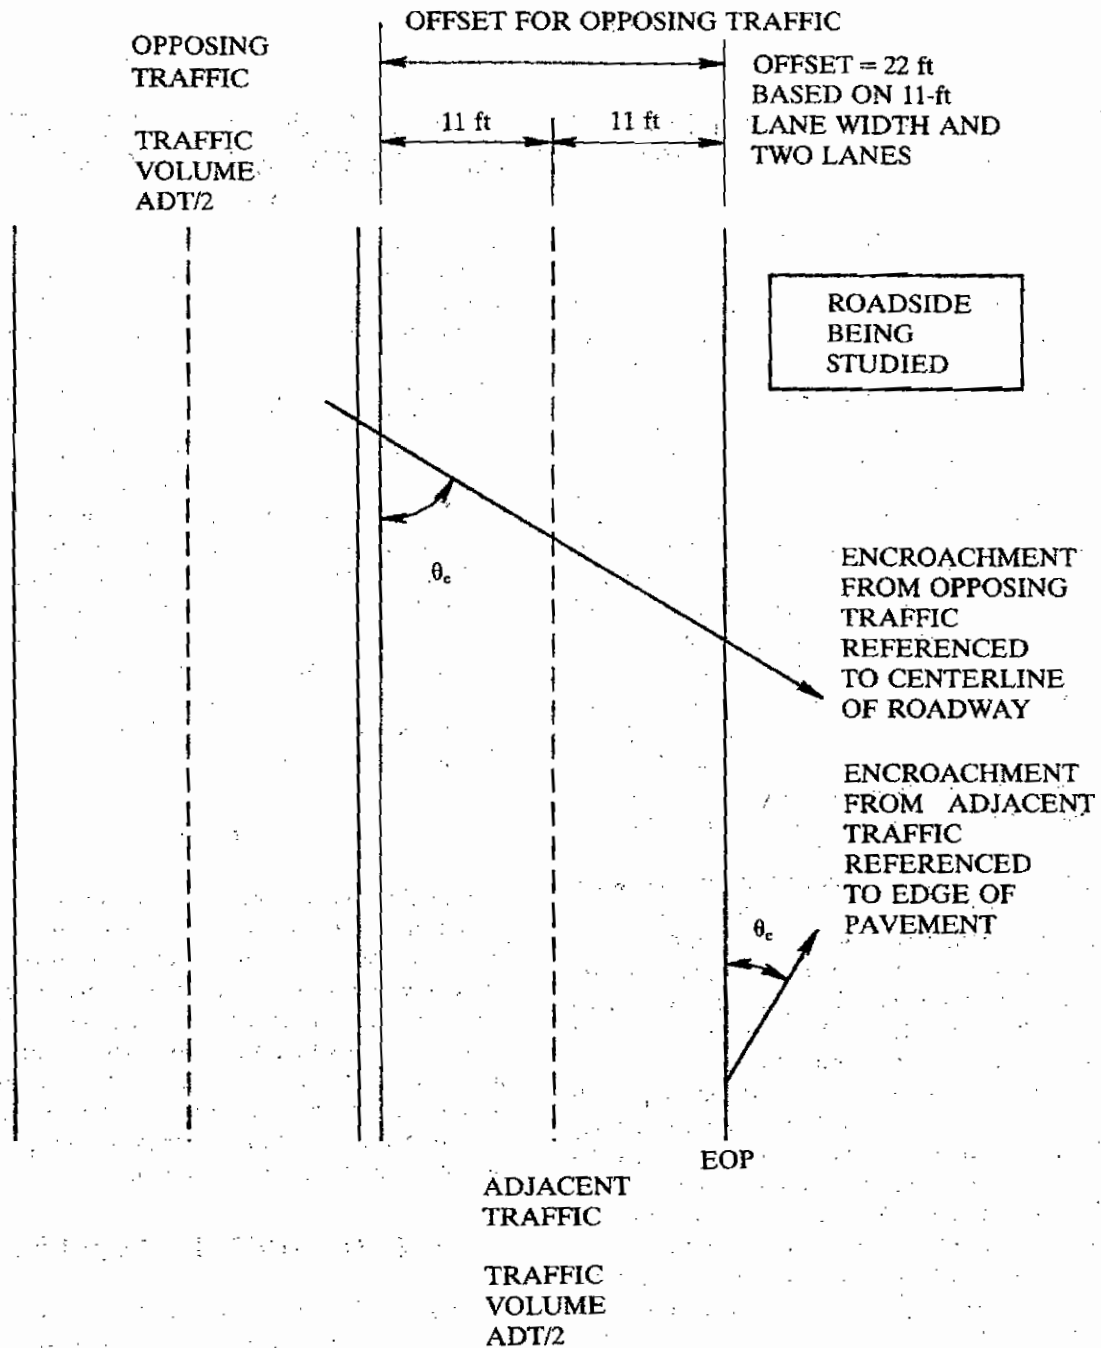 OFFSET FOR OPPOSING TRAFFIC
OPPOSING
TRAFFIC
TRAFFIC
VOLUME
ADT/2
OFFSET = 22 ft
BASED ON 11-ft
LANE WIDTH AND
TWO LANES
11 ft
11 ft
ROADSIDE
BEING
STUDIED
θc
ENCROACHMENT
FROM OPPOSING
TRAFFIC
REFERENCED
TO CENTERLINE
OF ROADWAY
ENCROACHMENT
FROM ADJACENT
TRAFFIC
REFERENCED
TO EDGE OF
PAVEMENT
θc
EOP
ADJACENT
TRAFFIC
TRAFFIC
VOLUME
ADT/2